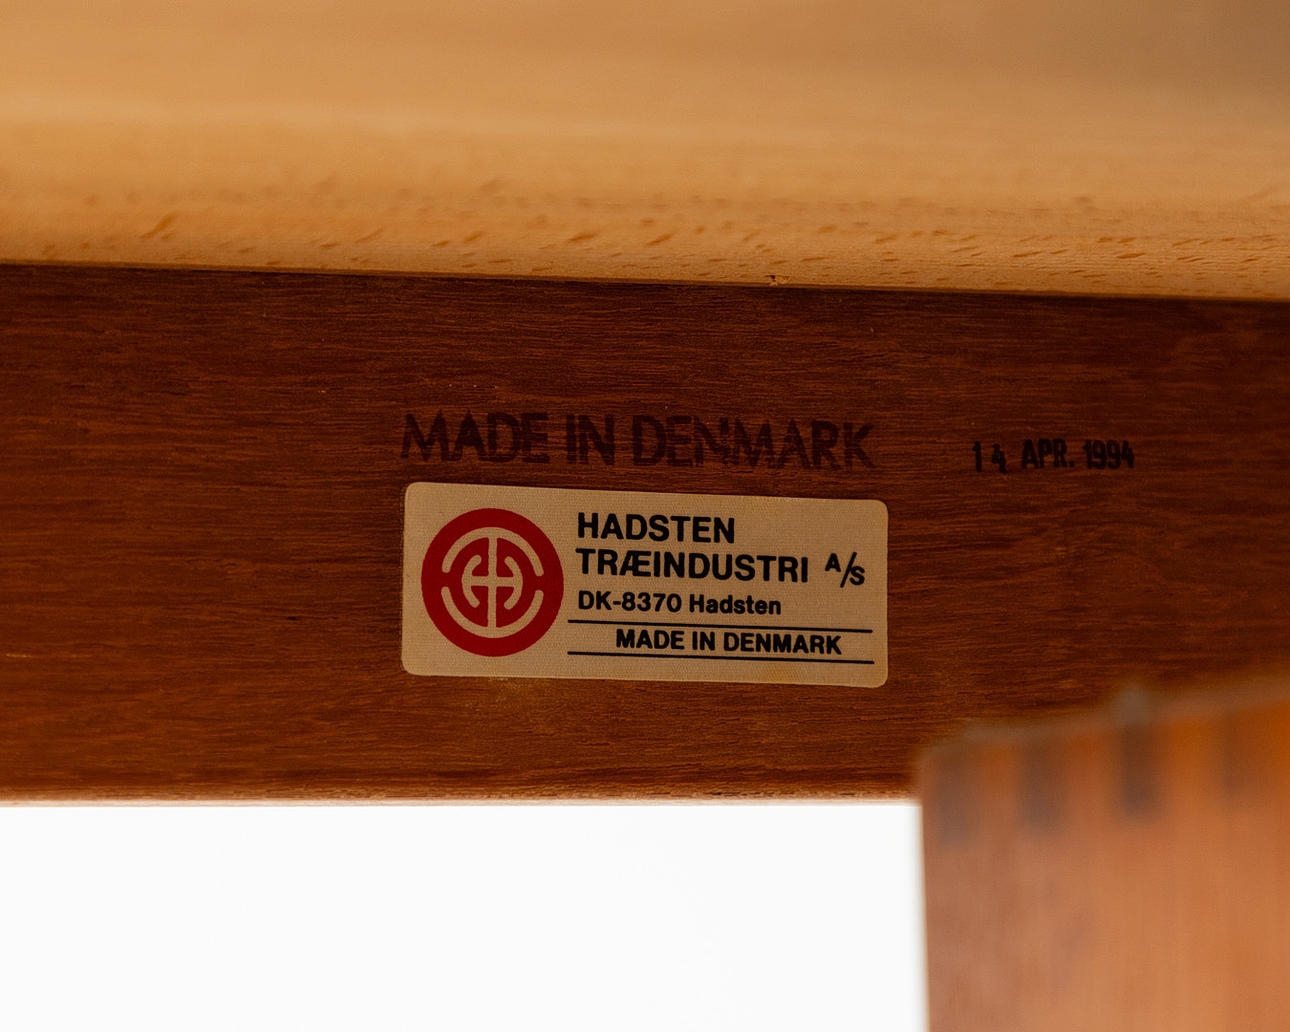 MADE IN DENMARK
14 APR. 1994
HADSTEN
TRÆINDUSTRI A/S
DK-8370 Hadsten
MADE IN DENMARK